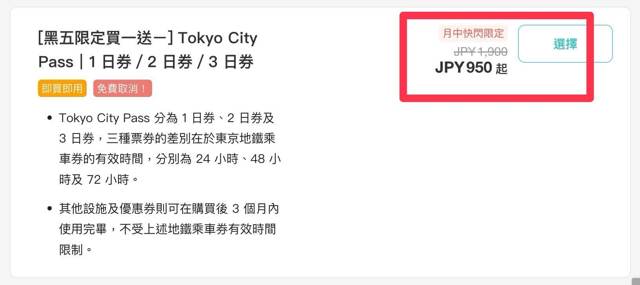 [黑五限定買一送一] Tokyo City
Pass｜1 日券 / 2 日券 / 3 日券
即買即用 免費取消！
• Tokyo City Pass 分為 1 日券、2 日券及
3 日券，三種票券的差別在於東京地鐵乘
車券的有效時間，分別為 24 小時、48 小
時及 72 小時。
• 其他設施及優惠券則可在購買後 3 個月內
使用完畢，不受上述地鐵乘車券有效時間
限制。
月中快閃限定
JPY 1,900
JPY 950 起
選擇